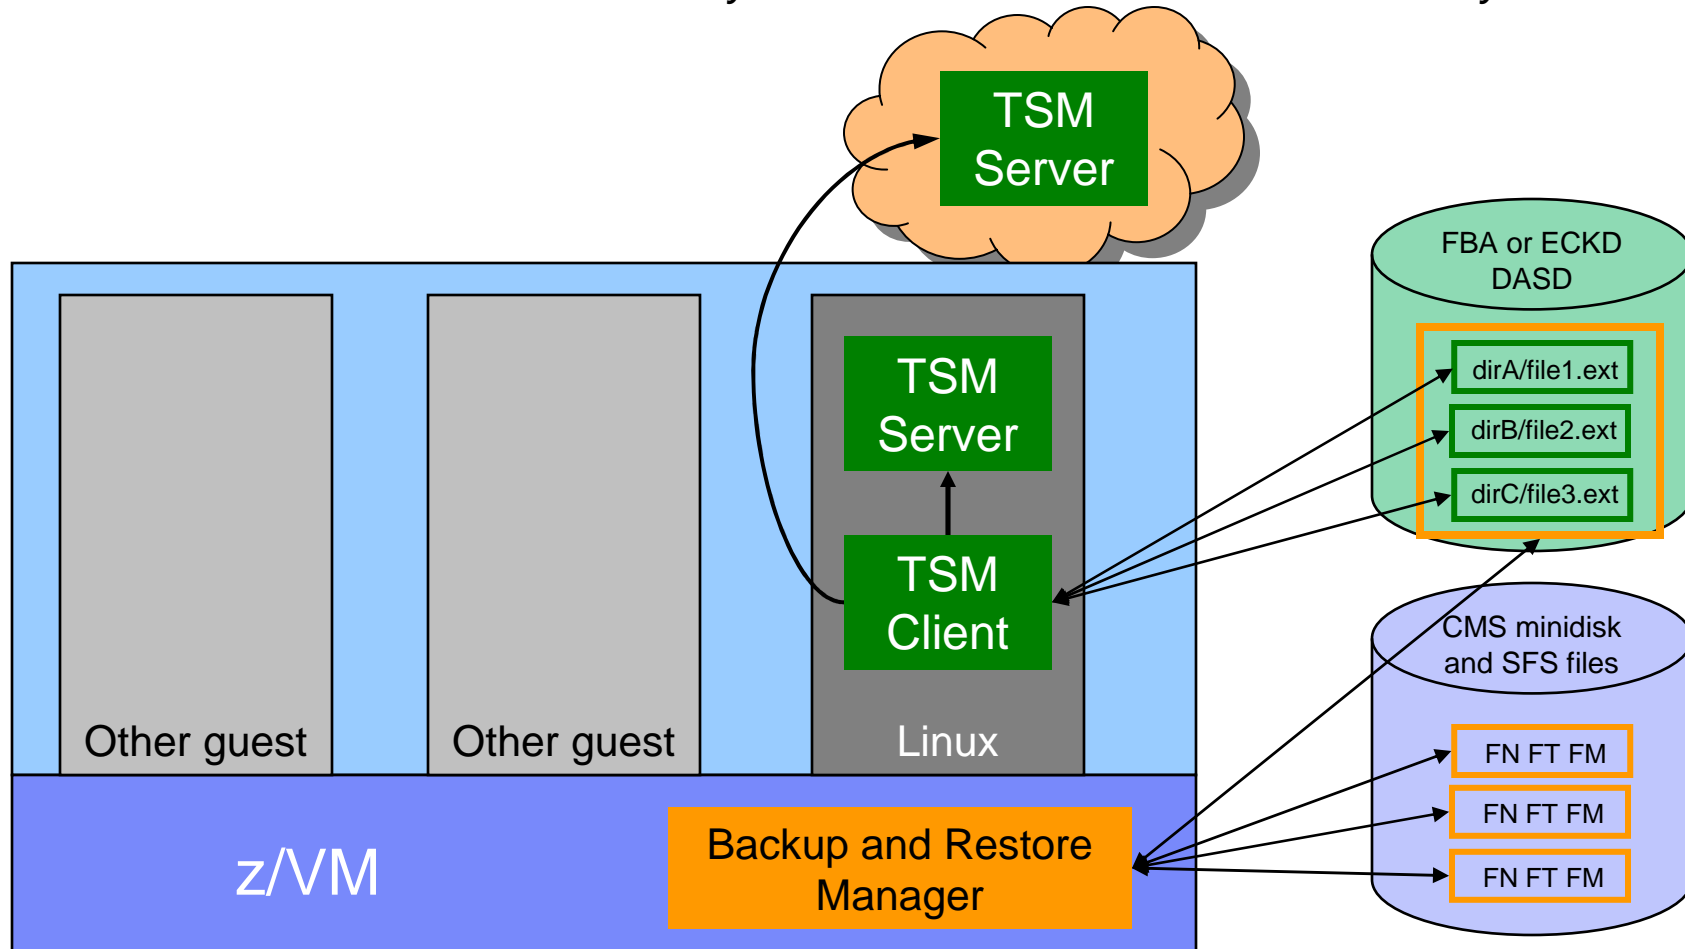 TSM
Server
FBA or ECKD
DASD
dirA/file1.ext
dirB/file2.ext
dirC/file3.ext
TSM
Server
TSM
Client
CMS minidisk
and SFS files
Other guest
Other guest
Linux
FN FT FM
FN FT FM
FN FT FM
z/VM
Backup and Restore
Manager